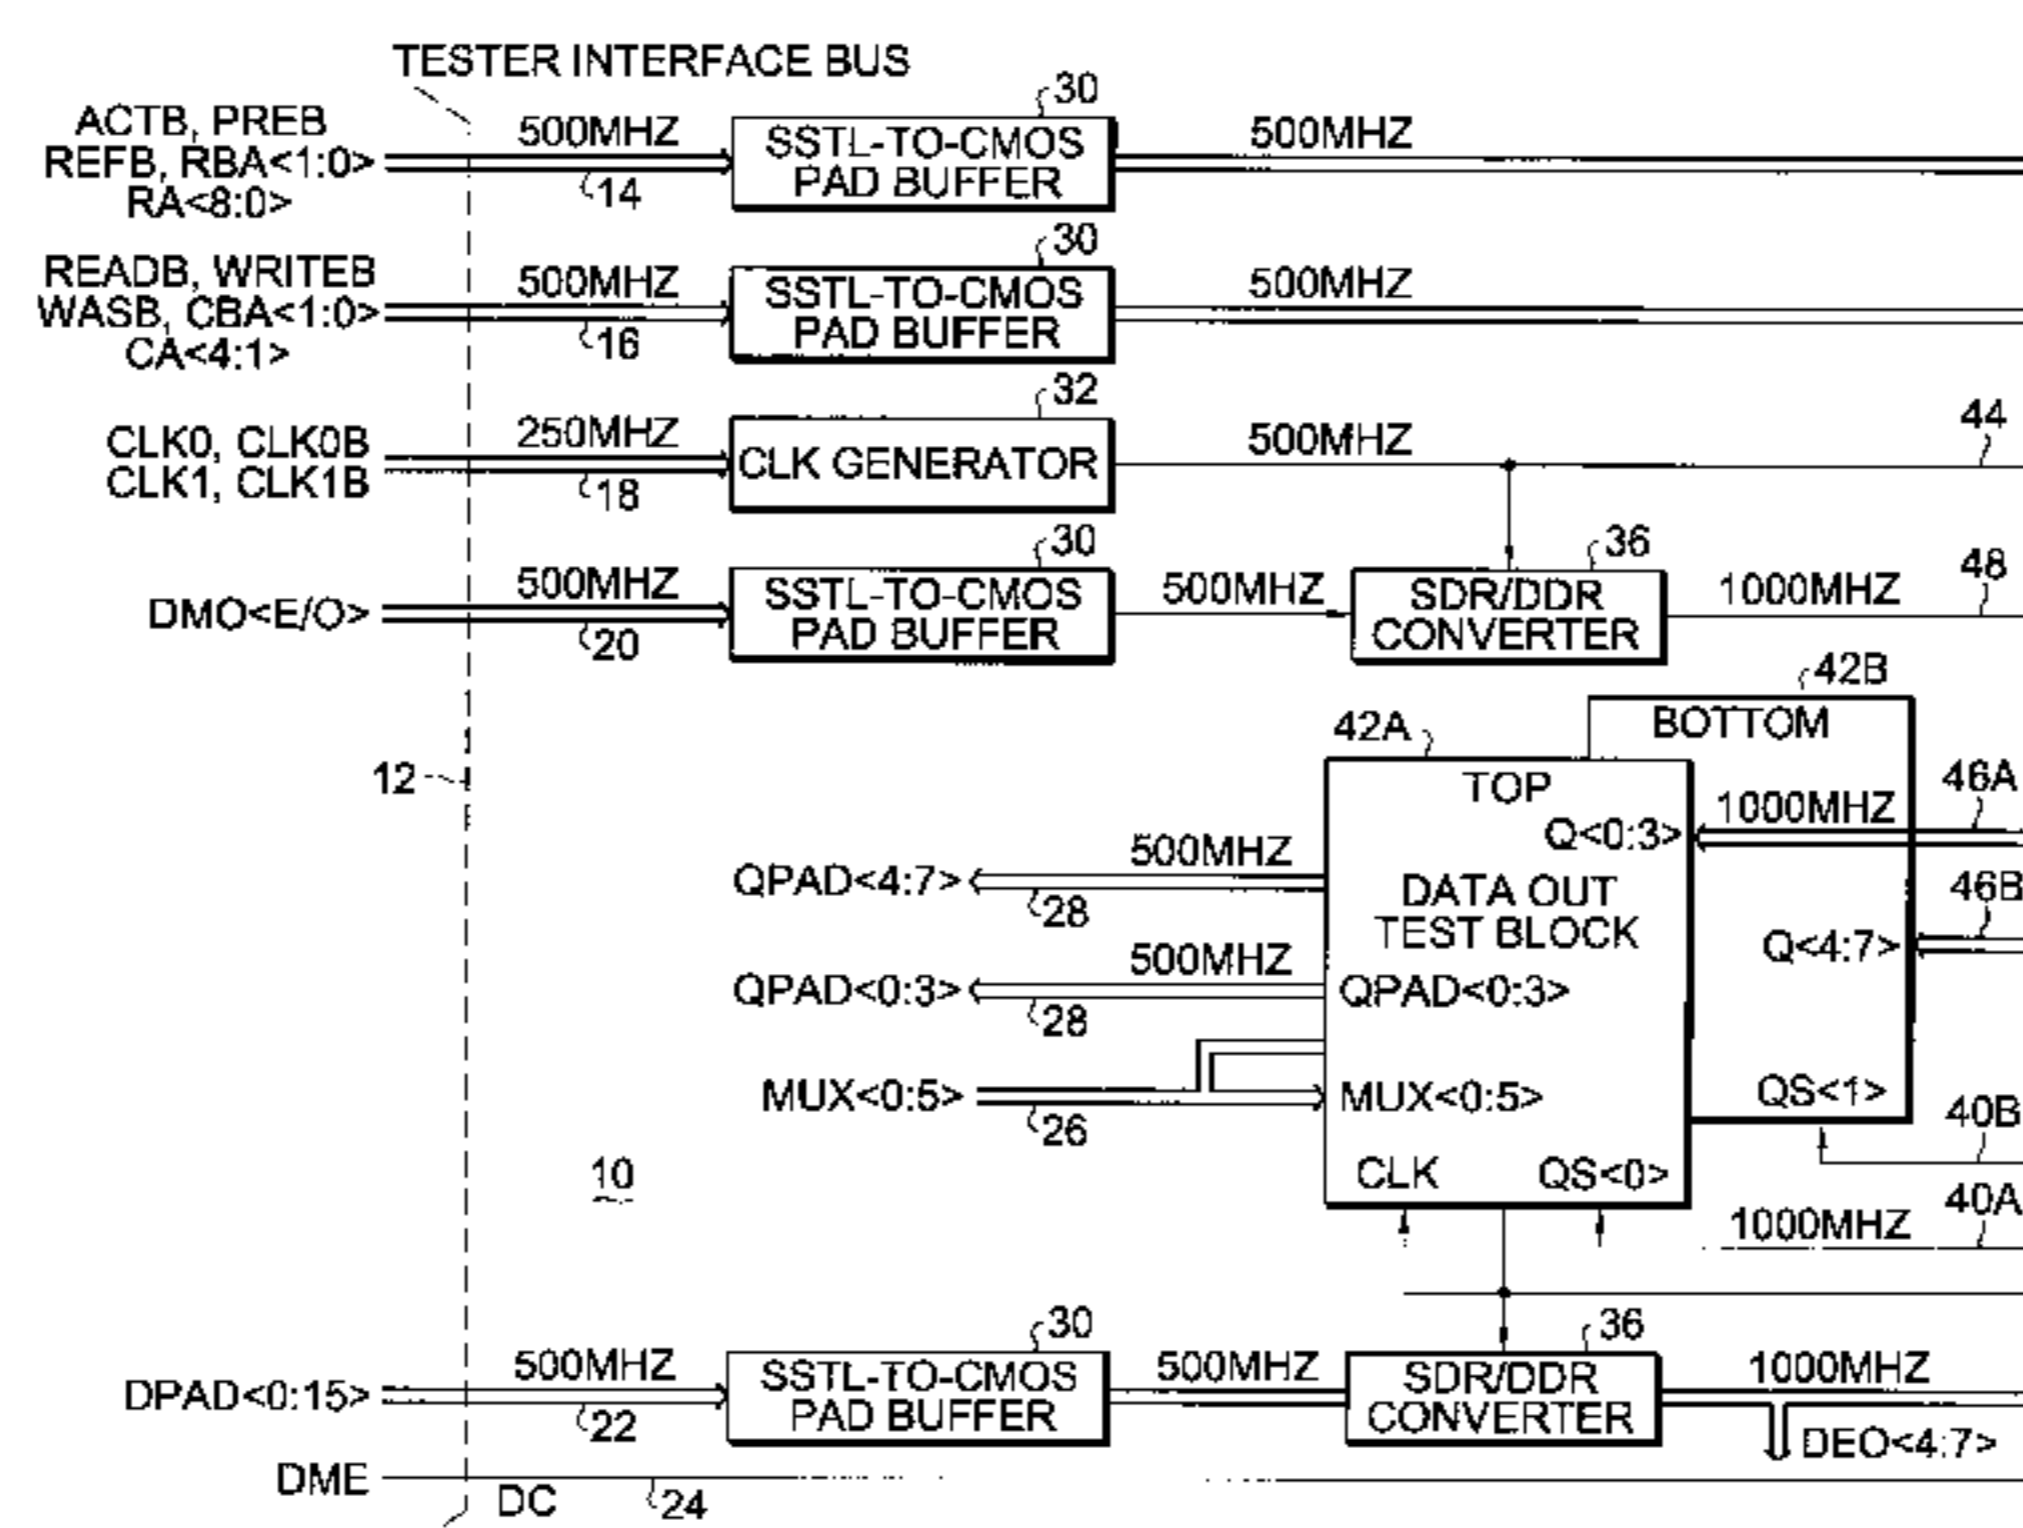 TESTER INTERFACE BUS
ACTB, PREB
REFB, RBA<1:0>
RA<8:0>
500MHZ
14
30
SSTL-TO-CMOS
PAD BUFFER
500MHZ
READB, WRITEB
WASB, CBA<1:0>
CA<4:1>
500MHZ
16
30
SSTL-TO-CMOS
PAD BUFFER
500MHZ
CLK0, CLK0B
CLK1, CLK1B
250MHZ
18
32
CLK GENERATOR
500MHZ
44
DMO<E/O>
500MHZ
20
30
SSTL-TO-CMOS
PAD BUFFER
500MHZ
36
SDR/DDR
CONVERTER
1000MHZ
48
12
42B
BOTTOM
42A
TOP
Q<0:3>
1000MHZ
46A
QPAD<4:7>
500MHZ
28
DATA OUT
TEST BLOCK
46B
Q<4:7>
QPAD<0:3>
500MHZ
28
QPAD<0:3>
MUX<0:5>
26
MUX<0:5>
QS<1>
40B
10
CLK
QS<0>
1000MHZ
40A
DPAD<0:15>
500MHZ
22
30
SSTL-TO-CMOS
PAD BUFFER
500MHZ
36
SDR/DDR
CONVERTER
1000MHZ
DEO<4:7>
DME
DC
24